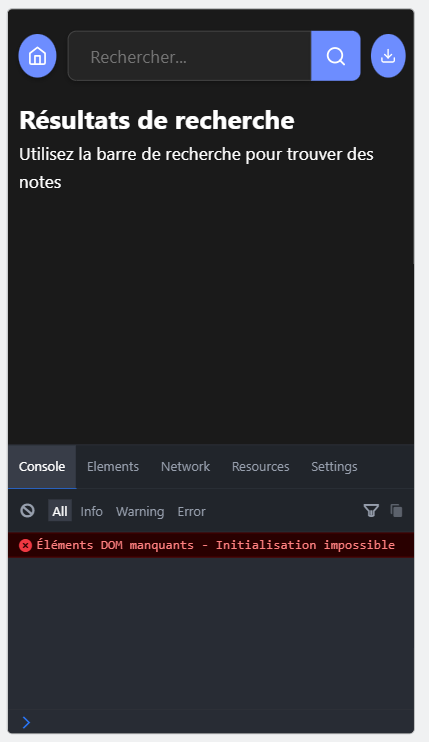 Rechercher...
Résultats de recherche
Utilisez la barre de recherche pour trouver des
notes
Console Elements Network Resources Settings
All Info Warning Error
Éléments DOM manquants - Initialisation impossible